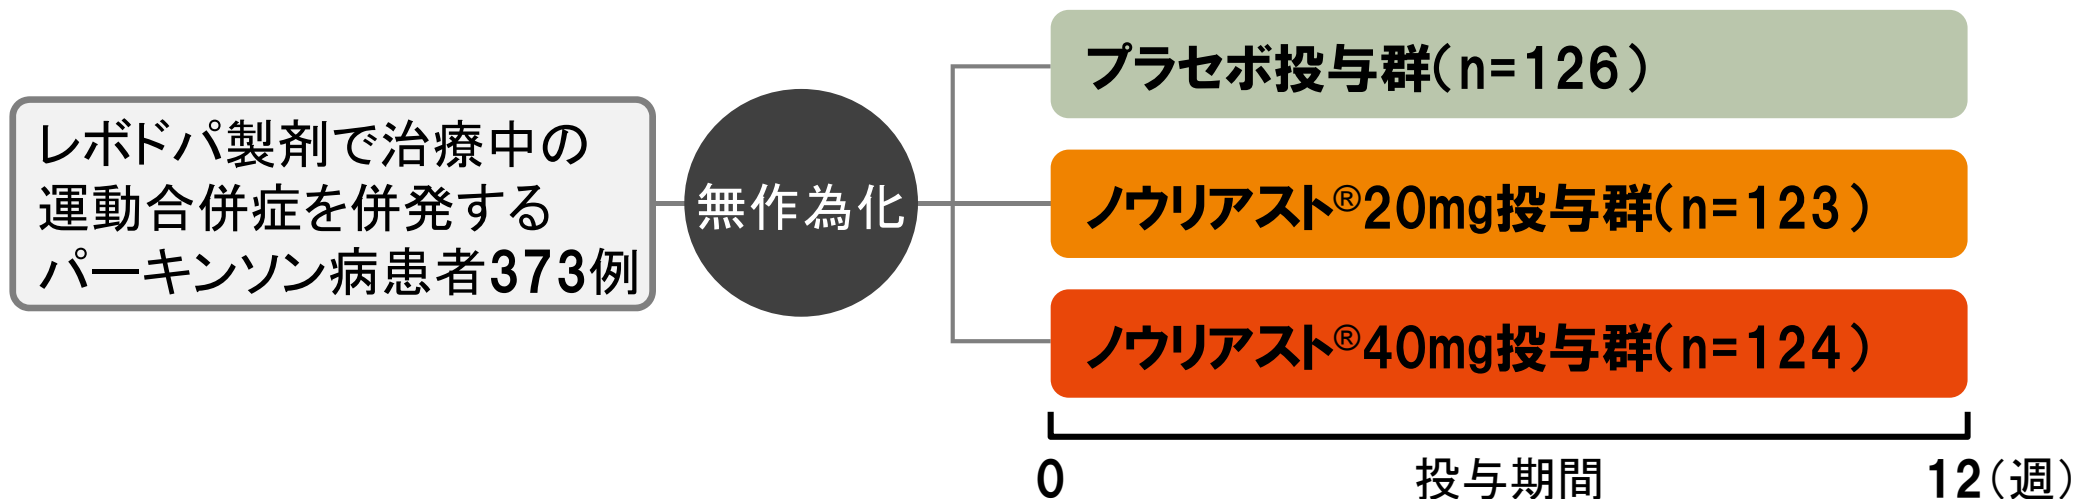 レボドパ製剤で治療中の
運動合併症を併発する
パーキンソン病患者373例
無作為化
プラセボ投与群（n=126）
ノウリアスト®20mg投与群（n=123）
ノウリアスト®40mg投与群（n=124）
0 投与期間 12（週）